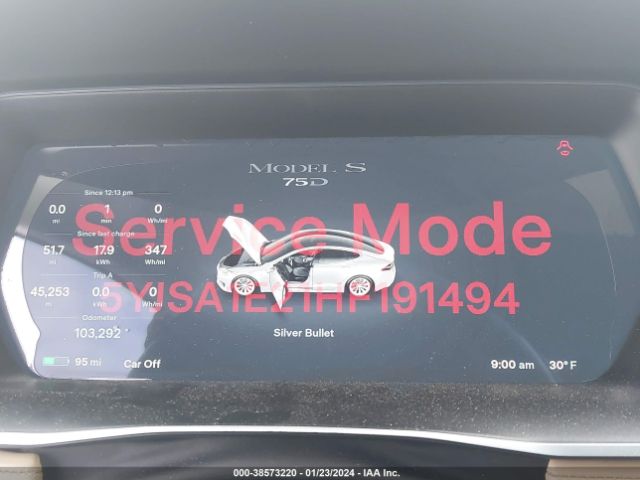 MODEL S
75D
Since 12:13 pm
0.0 1 0
mi min Wh/mi
Service Mode
Since last charge
51.7 17.9 347
mi kWh Wh/mi
Trip A
45,253 0.0 0.0
mi kWh Wh/mi
5YJSA1E21HF191494
Odometer
103,292
Silver Bullet
95 mi Car Off 9:00 am 30°F
000-38573220 - 01/23/2024 - IAA Inc.